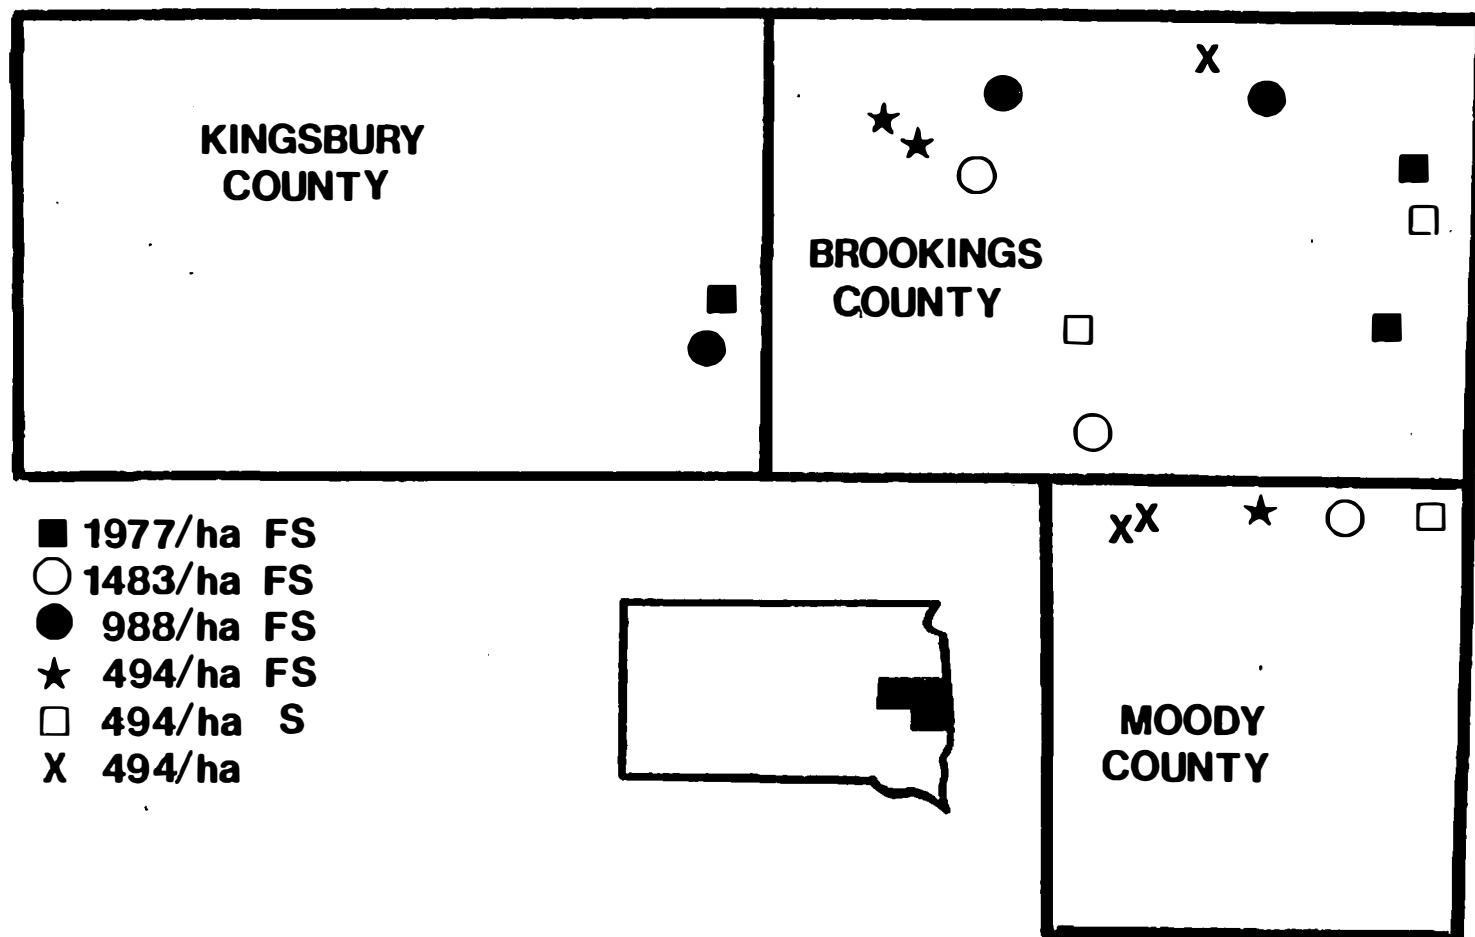 KINGSBURY
COUNTY
BROOKINGS
COUNTY
1977/ha FS
1483/ha FS
988/ha FS
494/ha FS
494/ha S
X 494/ha
X
X X
MOODY
COUNTY